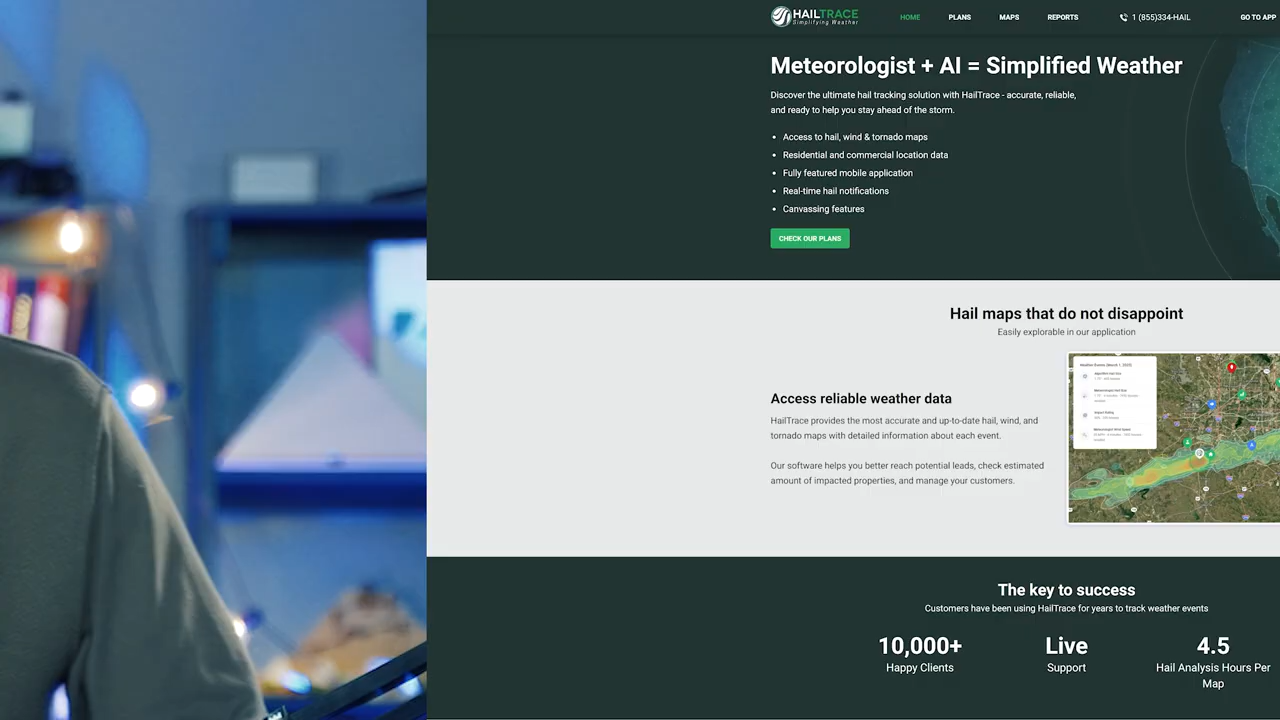 HAILTRACE
Simplifying Weather
HOME
PLANS
MAPS
REPORTS
1 (855)334-HAIL
GO TO APP
Meteorologist + AI = Simplified Weather
Discover the ultimate hail tracking solution with HailTrace - accurate, reliable,
and ready to help you stay ahead of the storm.
• Access to hail, wind & tornado maps
• Residential and commercial location data
• Fully featured mobile application
• Real-time hail notifications
• Canvassing features
CHECK OUR PLANS
Hail maps that do not disappoint
Easily explorable in our application
Access reliable weather data
HailTrace provides the most accurate and up-to-date hail, wind, and
tornado maps with detailed information about each event.
Our software helps you better reach potential leads, check estimated
amount of impacted properties, and manage your customers.
The key to success
Customers have been using HailTrace for years to track weather events
10,000+
Happy Clients
Live
Support
4.5
Hail Analysis Hours Per
Map